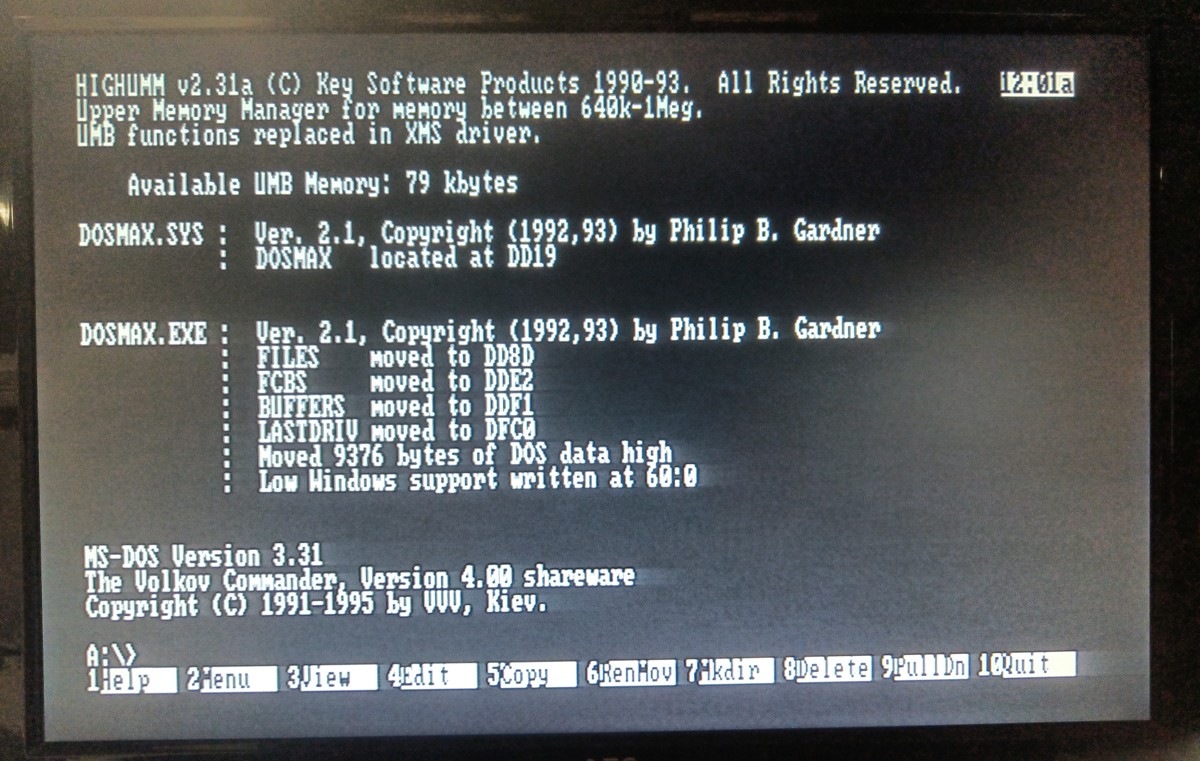 HIGHUMM v2.31a (C) Key Software Products 1990-93.  All Rights Reserved.  12:01a
Upper Memory Manager for memory between 640k-1Meg.
UMB functions replaced in XMS driver.
Available UMB Memory: 79 kbytes
DOSMAX.SYS :  Ver. 2.1, Copyright (1992,93) by Philip B. Gardner
:  DOSMAX   located at DD19
DOSMAX.EXE :  Ver. 2.1, Copyright (1992,93) by Philip B. Gardner
:  FILES    moved to DD8D
:  FCBS     moved to DDE2
:  BUFFERS  moved to DDF1
:  LASTDRIV moved to DFC0
:  Moved 9376 bytes of DOS data high
:  Low Windows support written at 60:0
MS-DOS Version 3.31
The Volkov Commander, Version 4.00 shareware
Copyright (C) 1991-1995 by VVV, Kiev.
A:\>
1Help 2Menu 3View 4Edit 5Copy 6RenMov 7Mkdir 8Delete 9PullDn 10Quit